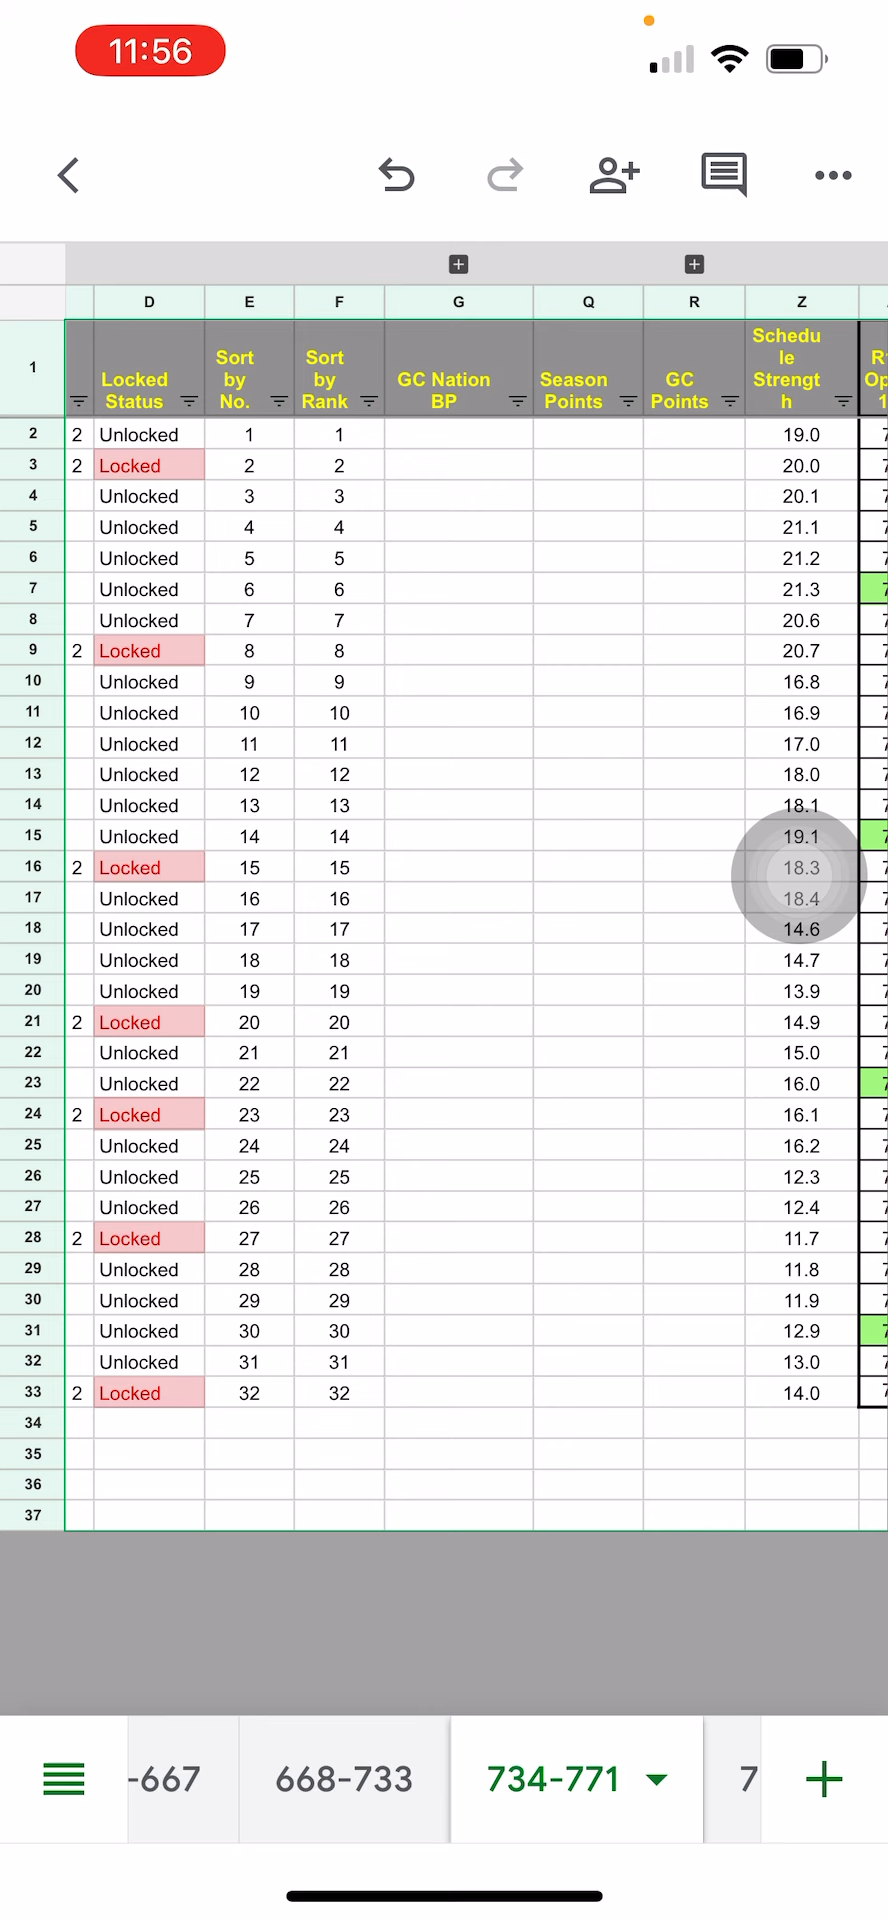 11:56
D E F G Q R Z
1 Locked Status Sort by No. Sort by Rank GC Nation BP Season Points GC Points Schedu le Strengt h
2 2 Unlocked 1 1 19.0
3 2 Locked 2 2 20.0
4 Unlocked 3 3 20.1
5 Unlocked 4 4 21.1
6 Unlocked 5 5 21.2
7 Unlocked 6 6 21.3
8 Unlocked 7 7 20.6
9 2 Locked 8 8 20.7
10 Unlocked 9 9 16.8
11 Unlocked 10 10 16.9
12 Unlocked 11 11 17.0
13 Unlocked 12 12 18.0
14 Unlocked 13 13 18.1
15 Unlocked 14 14 19.1
16 2 Locked 15 15 18.3
17 Unlocked 16 16 18.4
18 Unlocked 17 17 14.6
19 Unlocked 18 18 14.7
20 Unlocked 19 19 13.9
21 2 Locked 20 20 14.9
22 Unlocked 21 21 15.0
23 Unlocked 22 22 16.0
24 2 Locked 23 23 16.1
25 Unlocked 24 24 16.2
26 Unlocked 25 25 12.3
27 Unlocked 26 26 12.4
28 2 Locked 27 27 11.7
29 Unlocked 28 28 11.8
30 Unlocked 29 29 11.9
31 Unlocked 30 30 12.9
32 Unlocked 31 31 13.0
33 2 Locked 32 32 14.0
34
35
36
37
-667 668-733 734-771 7